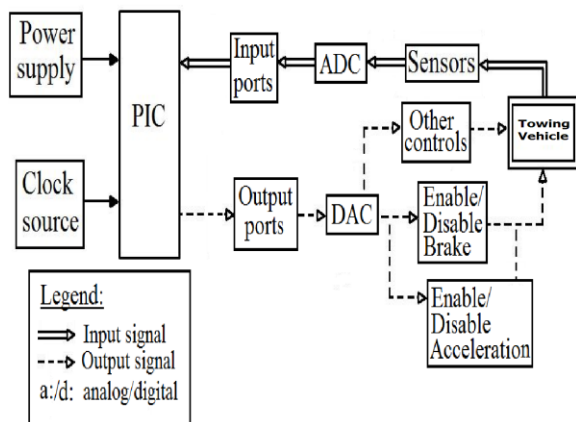 Power
supply
PIC
Input
ports
ADC
Sensors
Towing
Vehicle
Other
controls
Clock
source
Output
ports
DAC
Enable/
Disable
Brake
Enable/
Disable
Acceleration
Legend:
Input signal
Output signal
a:/d: analog/digital